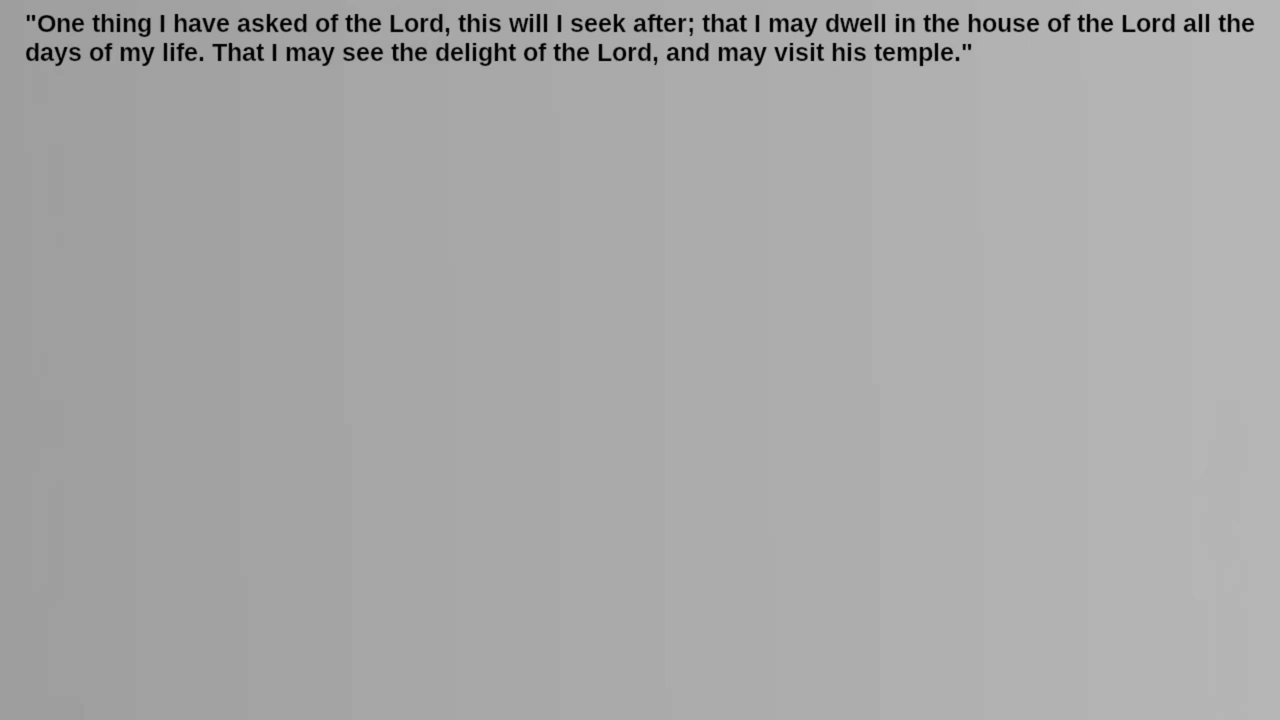 "One thing I have asked of the Lord, this will I seek after; that I may dwell in the house of the Lord all the
days of my life. That I may see the delight of the Lord, and may visit his temple."